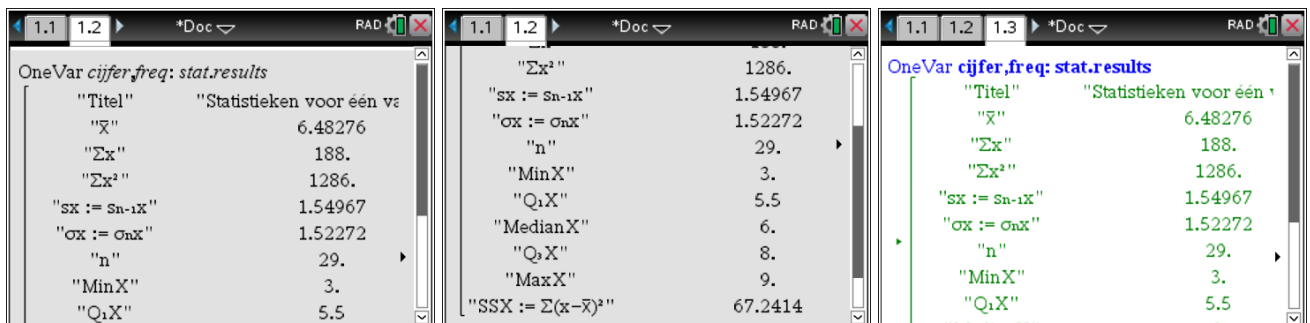 1.1 1.2 *Doc RAD
OneVar cijfer,freq: stat.results
"Titel" "Statistieken voor één va
"x̄" 6.48276
"Σx" 188.
"Σx²" 1286.
"sx := sn-1x" 1.54967
"σx := σnx" 1.52272
"n" 29.
"MinX" 3.
"Q₁X" 5.5
1.1 1.2 *Doc RAD
"Σx²" 1286.
"sx := sn-1x" 1.54967
"σx := σnx" 1.52272
"n" 29.
"MinX" 3.
"Q₁X" 5.5
"MedianX" 6.
"Q₃X" 8.
"MaxX" 9.
"SSX := Σ(x-x̄)²" 67.2414
1.1 1.2 1.3 *Doc RAD
OneVar cijfer,freq: stat.results
"Titel" "Statistieken voor één v
"x̄" 6.48276
"Σx" 188.
"Σx²" 1286.
"sx := sn-1x" 1.54967
"σx := σnx" 1.52272
"n" 29.
"MinX" 3.
"Q₁X" 5.5